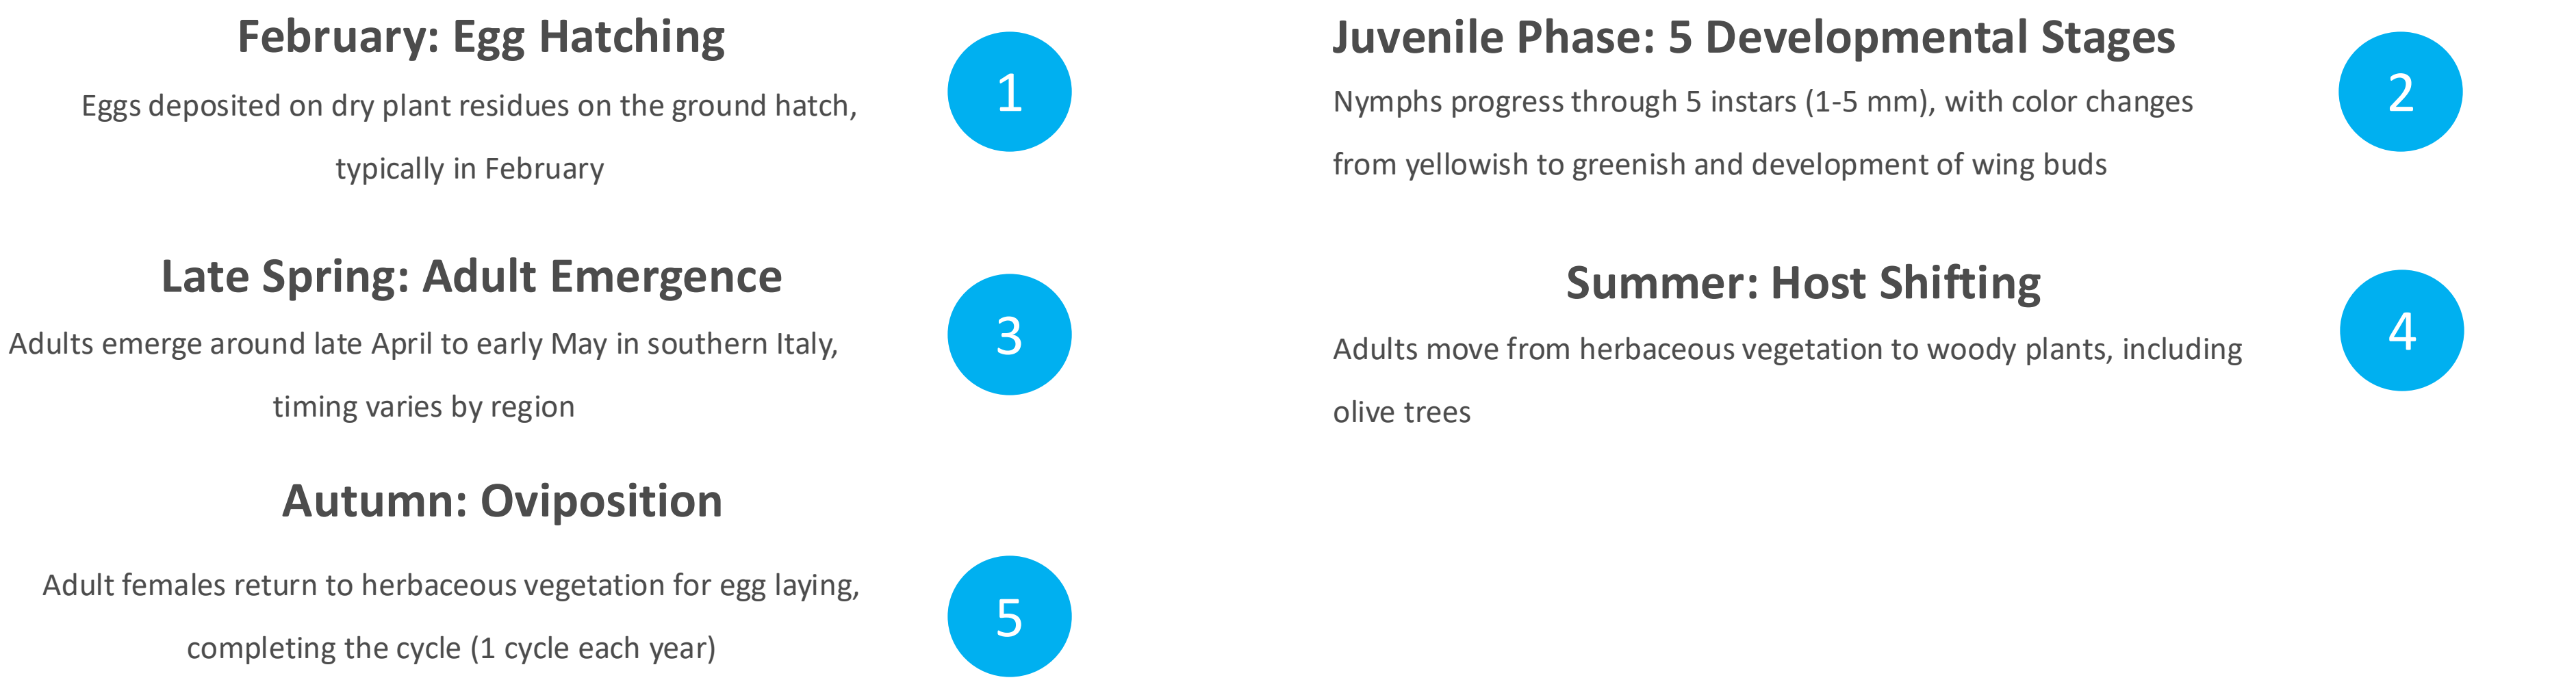 February: Egg Hatching
Eggs deposited on dry plant residues on the ground hatch,
typically in February
1
Juvenile Phase: 5 Developmental Stages
Nymphs progress through 5 instars (1-5 mm), with color changes
from yellowish to greenish and development of wing buds
2
Late Spring: Adult Emergence
Adults emerge around late April to early May in southern Italy,
timing varies by region
3
Summer: Host Shifting
Adults move from herbaceous vegetation to woody plants, including
olive trees
4
Autumn: Oviposition
Adult females return to herbaceous vegetation for egg laying,
completing the cycle (1 cycle each year)
5